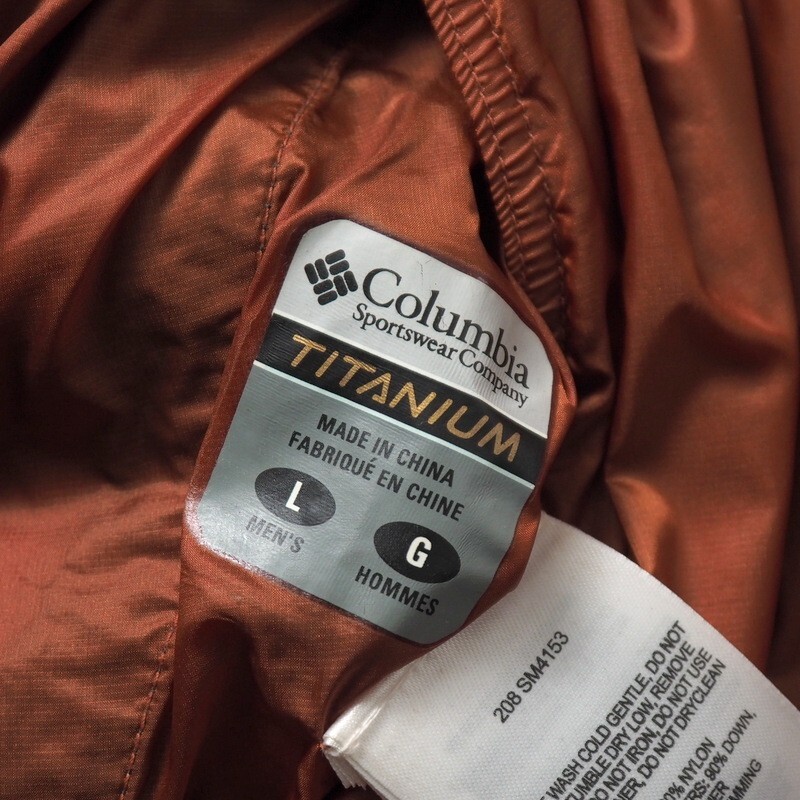 Columbia
Sportswear Company
TITANIUM
MADE IN CHINA
FABRIQUÉ EN CHINE
L
MEN'S
G
HOMMES
208 SM4153
WASH COLD GENTLE, DO NOT
TUMBLE DRY LOW, REMOVE
DO NOT IRON, DO NOT USE
DO NOT DRYCLEAN
NYLON
90% DOWN,